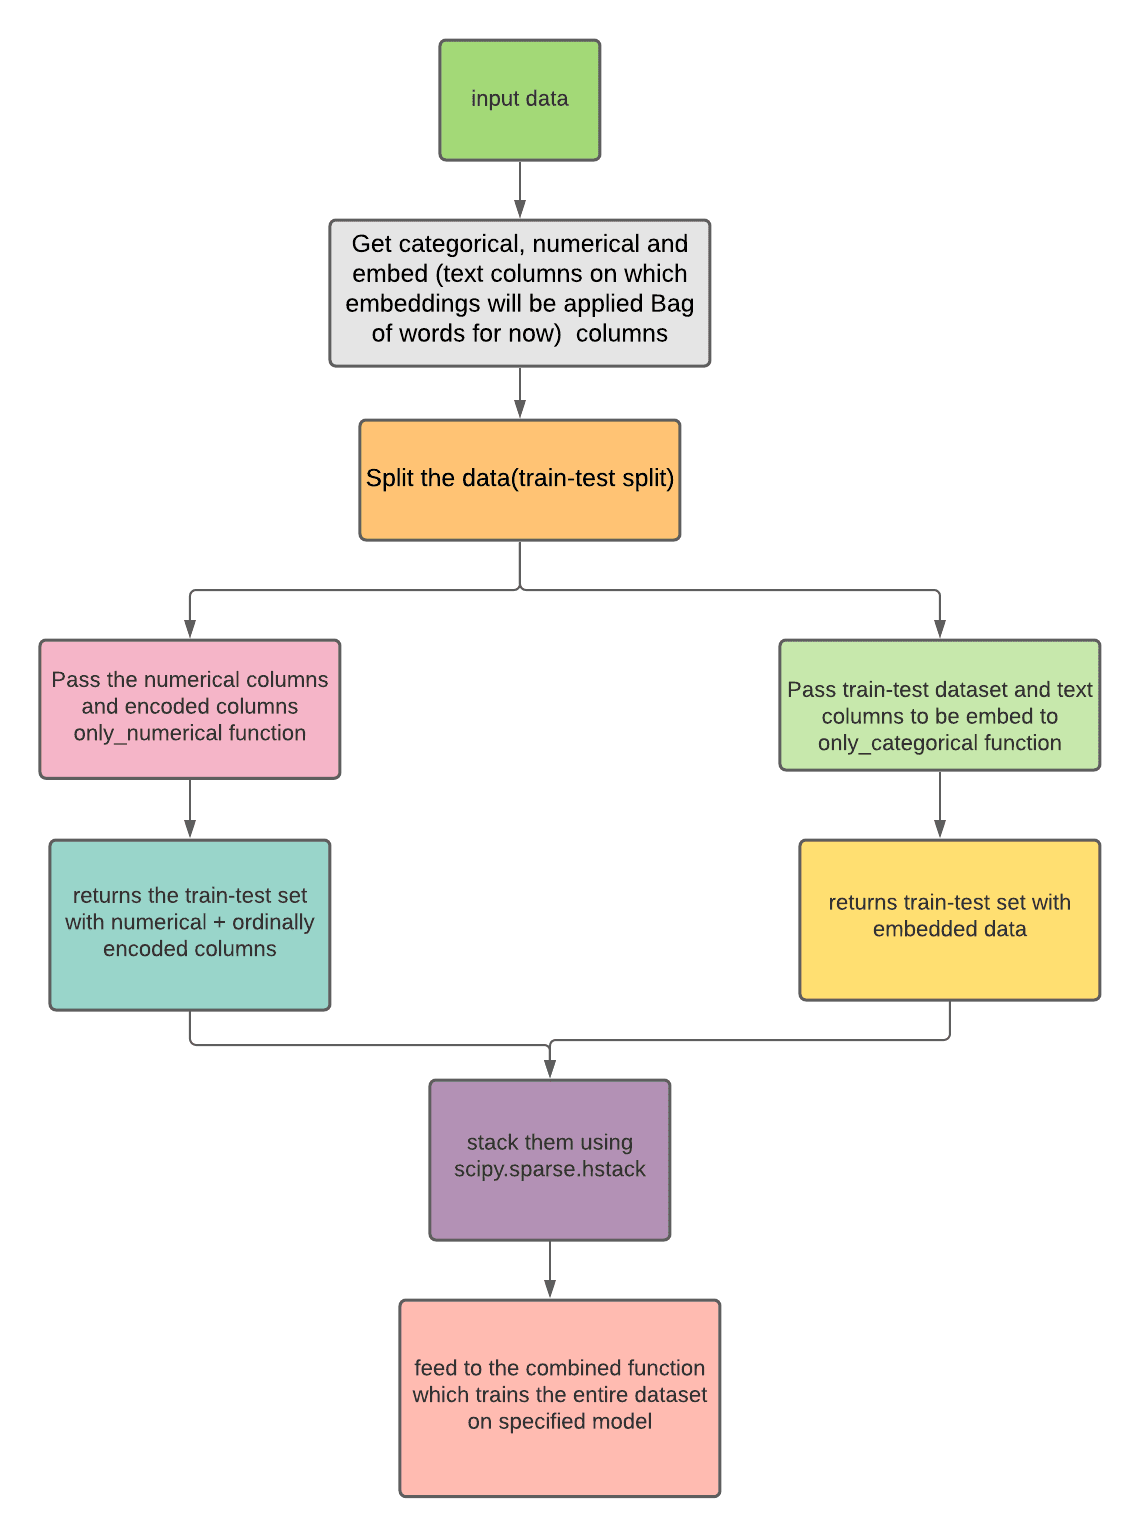 input data
Get categorical, numerical and
embed (text columns on which
embeddings will be applied Bag
of words for now)  columns
Split the data(train-test split)
Pass the numerical columns
and encoded columns
only_numerical function
Pass train-test dataset and text
columns to be embed to
only_categorical function
returns the train-test set
with numerical + ordinally
encoded columns
returns train-test set with
embedded data
stack them using
scipy.sparse.hstack
feed to the combined function
which trains the entire dataset
on specified model